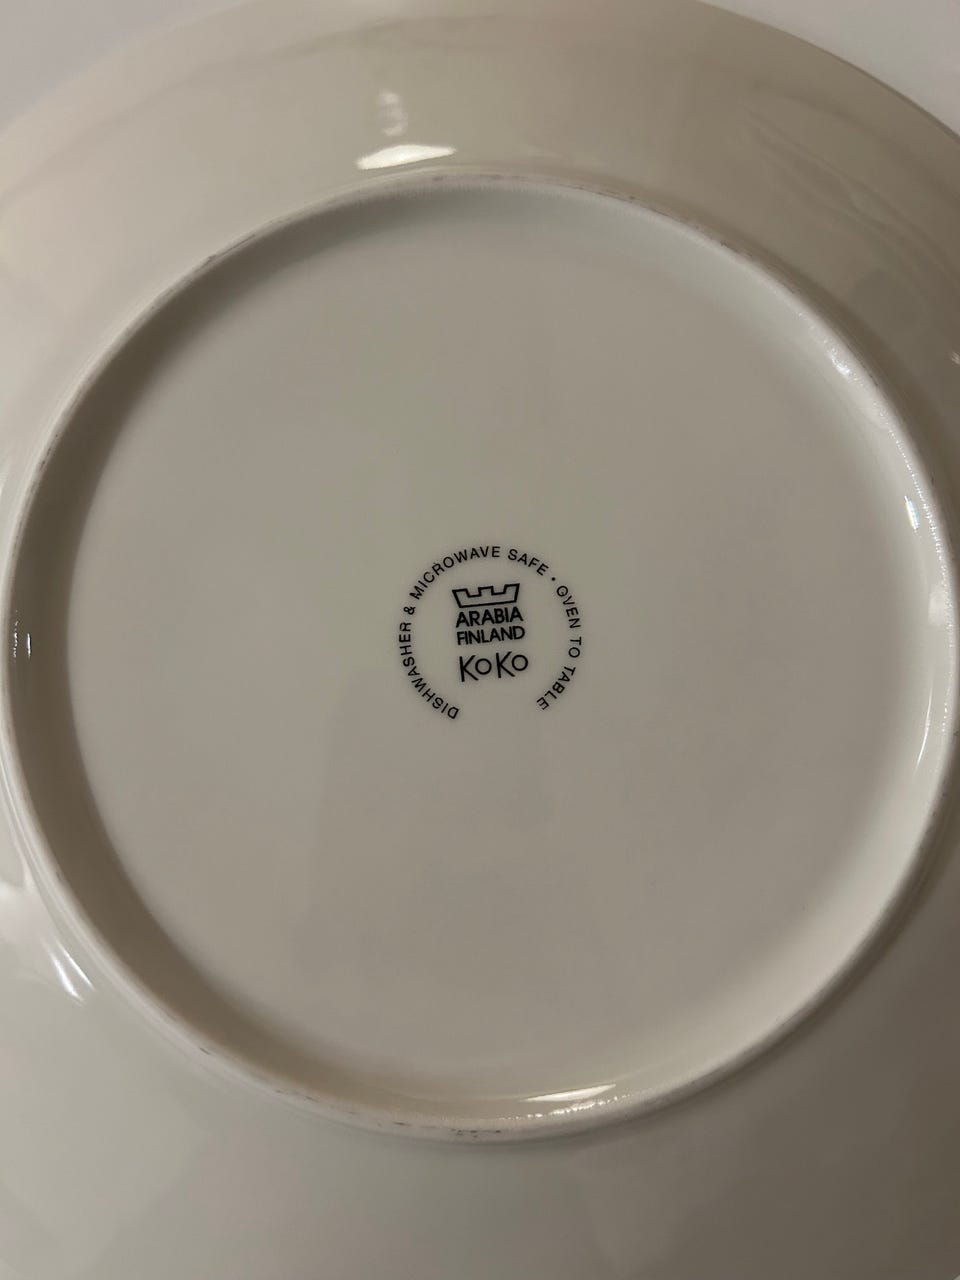 DISHWASHER & MICROWAVE SAFE • OVEN TO TABLE
ARABIA
FINLAND
KoKo